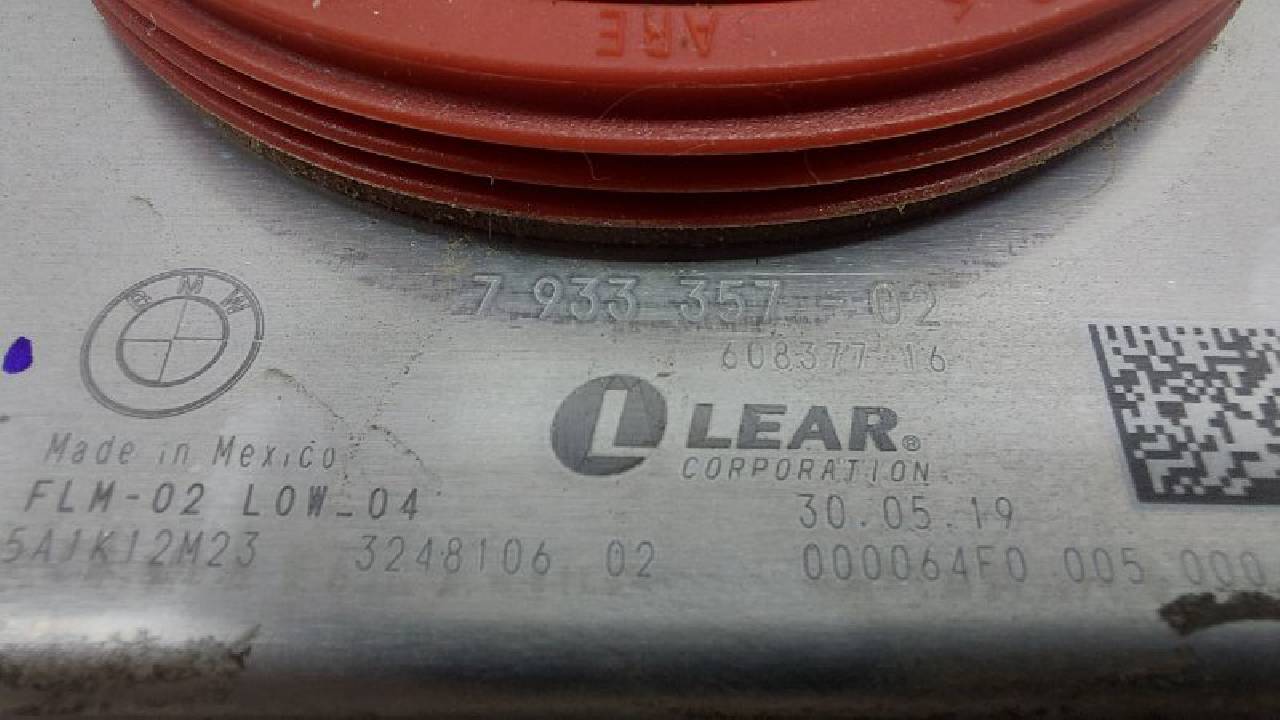 ARE
BMW
7 933 357 - 02
608377 16
LEAR®
CORPORATION
Made in Mexico
FLM-02 LOW_04
30.05.19
5A1K12M23 3248106 02 000064F0 005.000